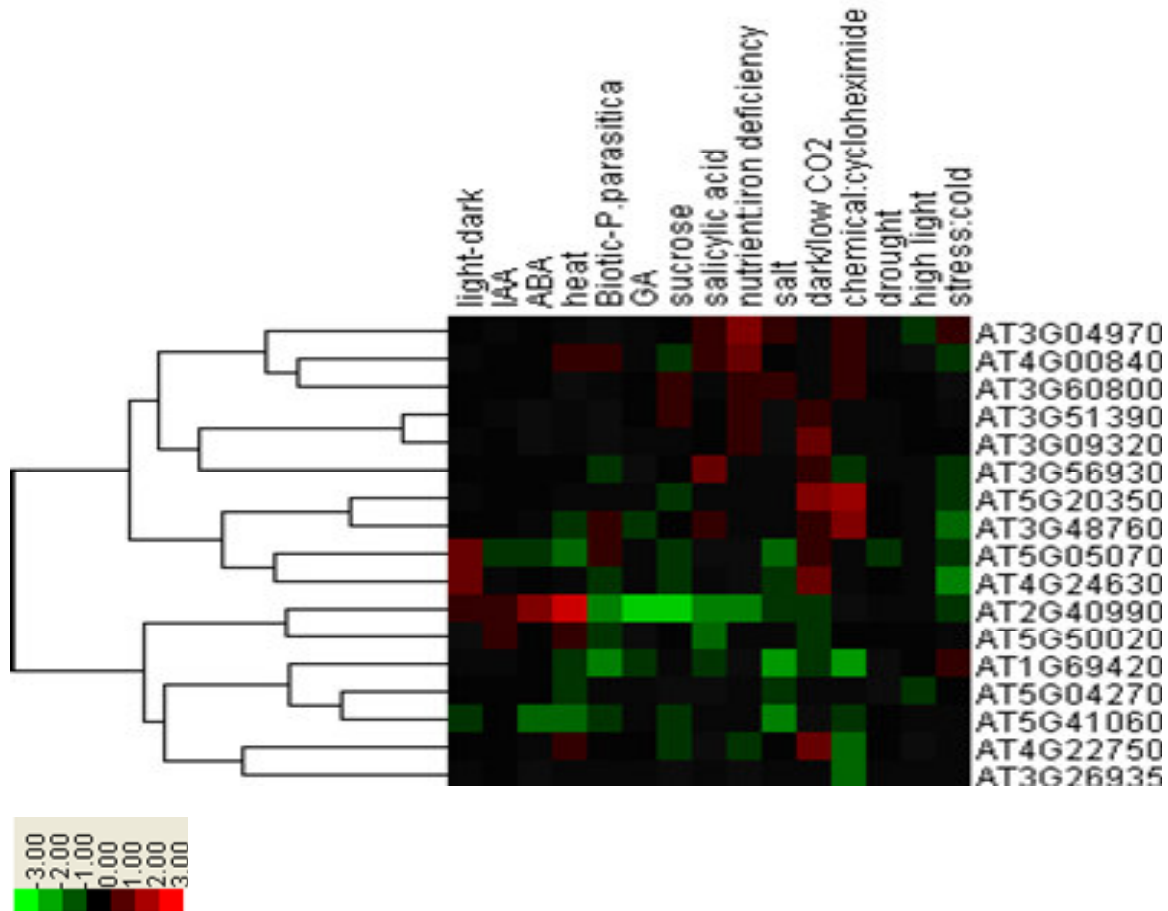 light-dark
IAA
ABA
heat
Biotic-P.parasitica
GA
sucrose
salicylic acid
nutrient:iron deficiency
salt
dark/low CO2
chemical:cycloheximide
drought
high light
stress:cold
AT3G04970
AT4G00840
AT3G60800
AT3G51390
AT3G09320
AT3G56930
AT5G20350
AT3G48760
AT5G05070
AT4G24630
AT2G40990
AT5G50020
AT1G69420
AT5G04270
AT5G41060
AT4G22750
AT3G26935
-3.00
-2.00
-1.00
0.00
1.00
2.00
3.00